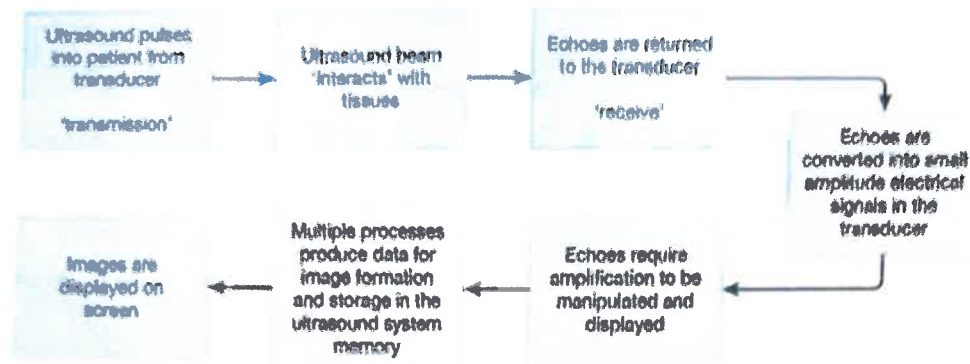 Ultrasound pulses
into patient from
transducer
'transmission'
Ultrasound beam
'interacts' with
tissues
Echoes are returned
to the transducer
'receive'
Echoes are
converted into small
amplitude electrical
signals in the
transducer
Echoes require
amplification to be
manipulated and
displayed
Multiple processes
produce data for
image formation
and storage in the
ultrasound system
memory
Images are
displayed on
screen